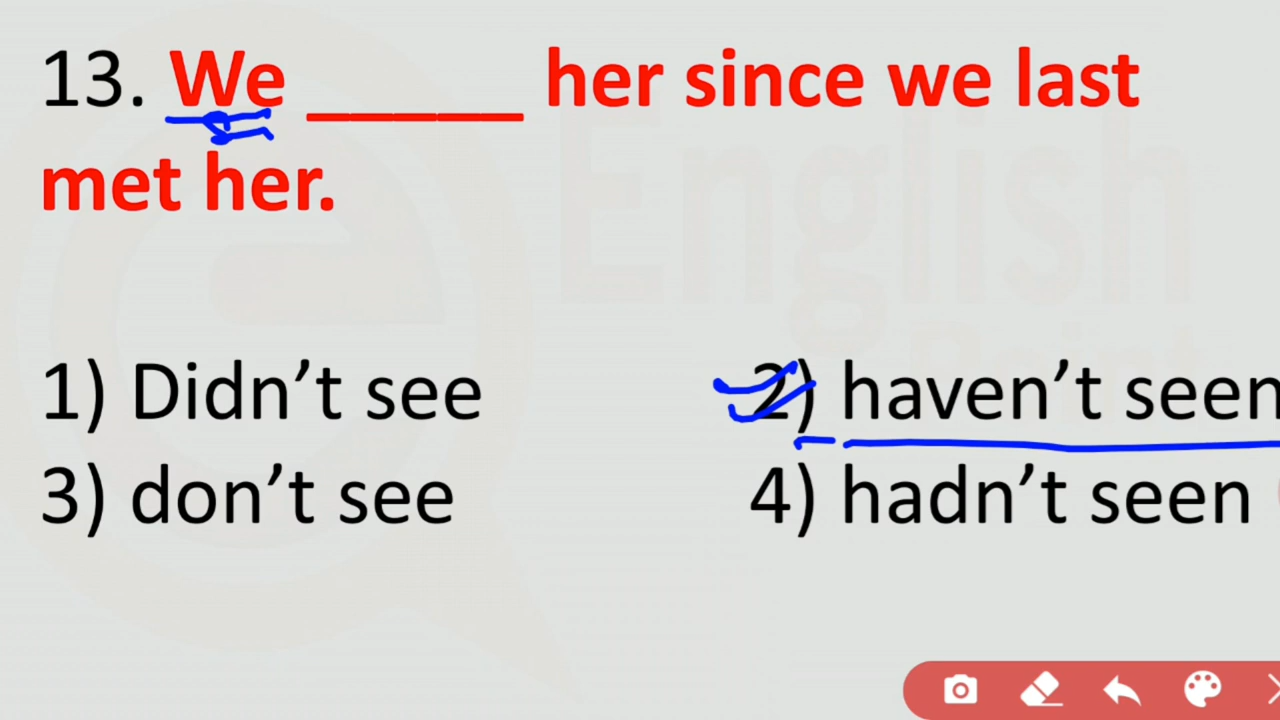 13. We ______ her since we last
met her.
English
1) Didn’t see 2) haven’t seen
3) don’t see 4) hadn’t seen